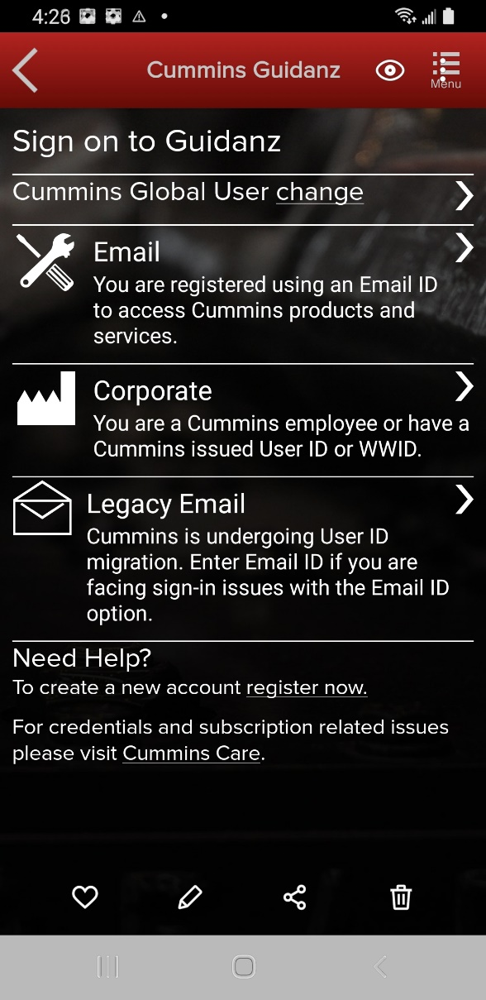 4:26
Cummins Guidanz
Menu
Sign on to Guidanz
Cummins Global User change
Email
You are registered using an Email ID
to access Cummins products and
services.
Corporate
You are a Cummins employee or have a
Cummins issued User ID or WWID.
Legacy Email
Cummins is undergoing User ID
migration. Enter Email ID if you are
facing sign-in issues with the Email ID
option.
Need Help?
To create a new account register now.
For credentials and subscription related issues
please visit Cummins Care.